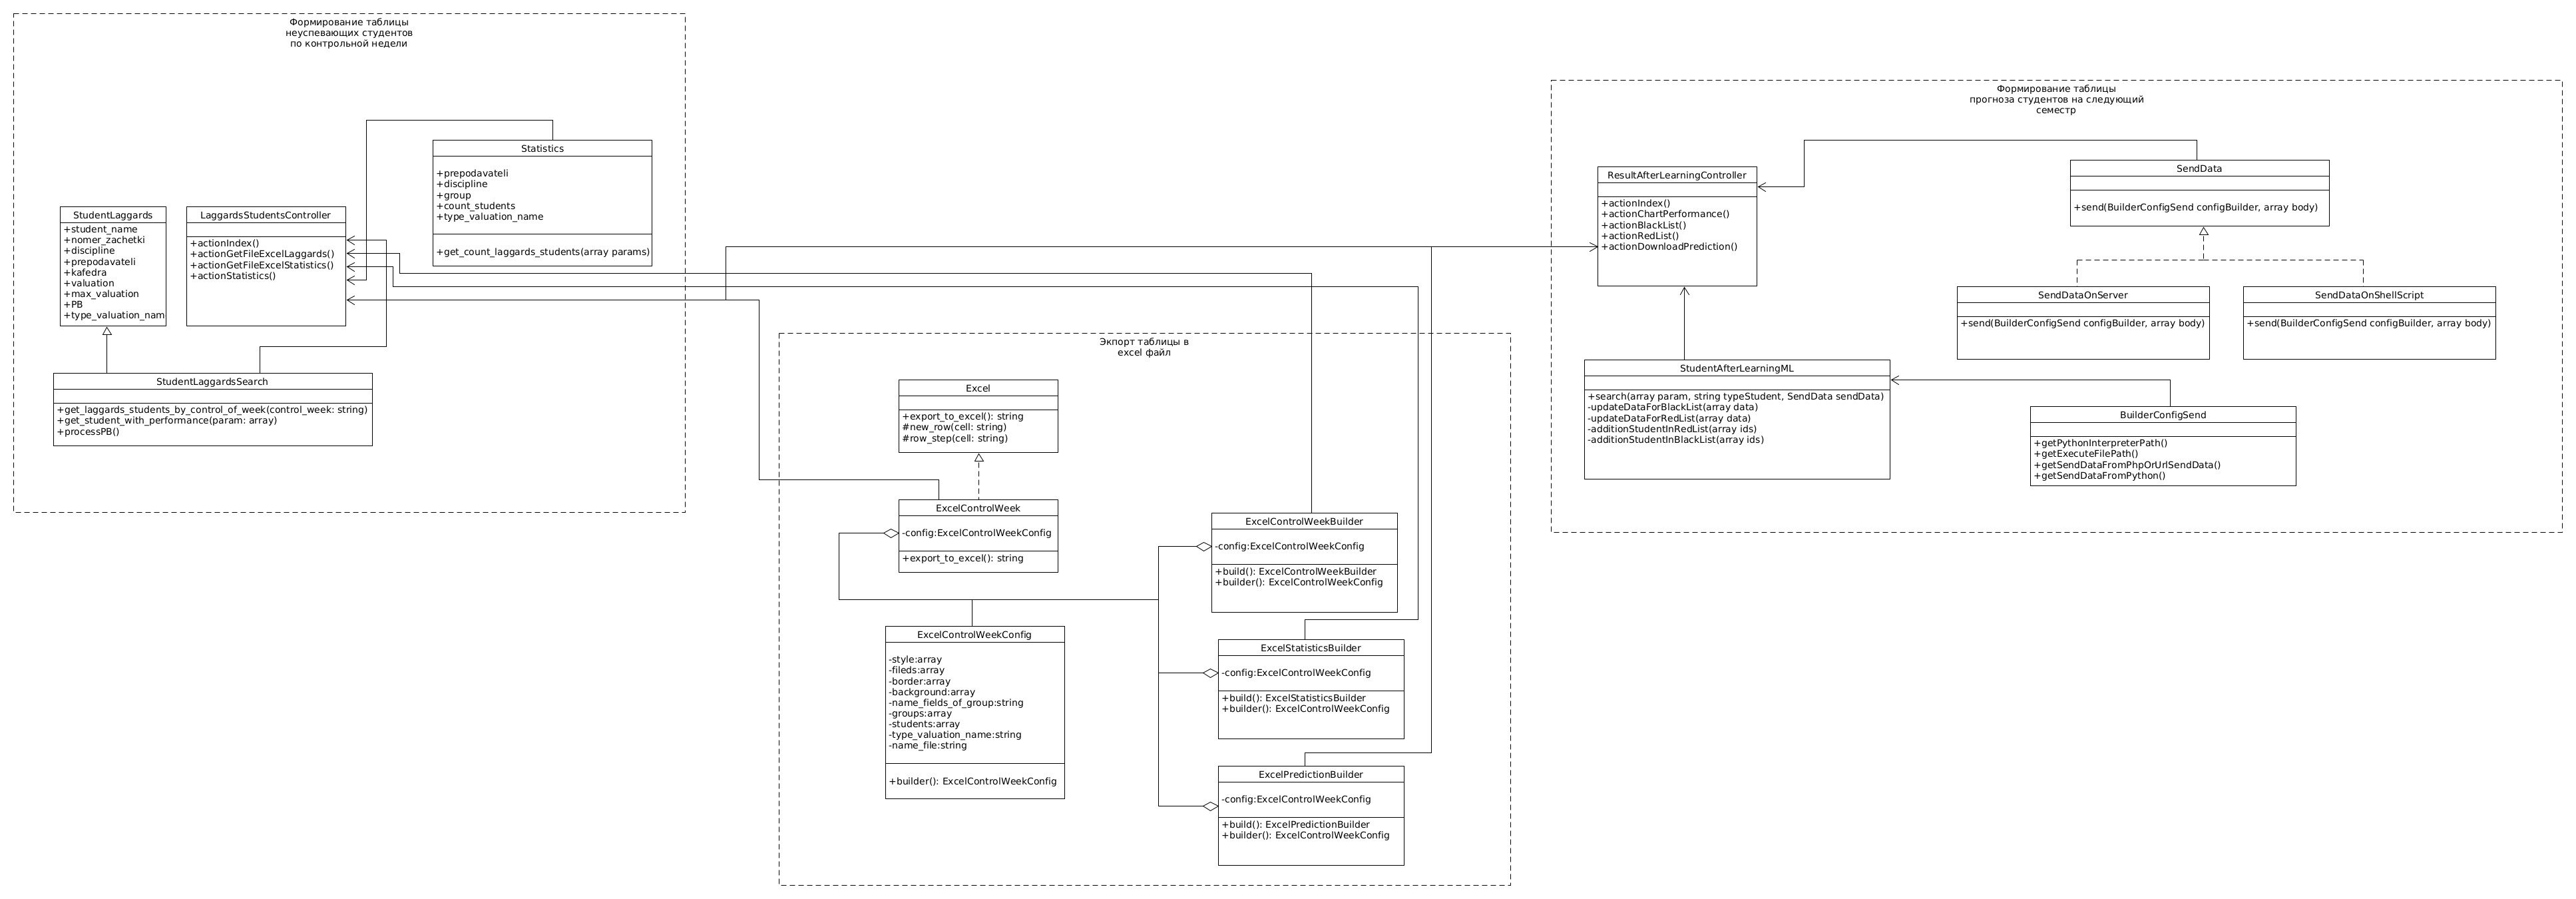 Формирование таблицы
неуспевающих студентов
по контрольной недели
Statistics
+prepodavateli
+discipline
+group
+count_students
+type_valuation_name
+get_count_laggards_students(array params)
StudentLaggards
+student_name
+nomer_zachetki
+discipline
+prepodavateli
+kafedra
+valuation
+max_valuation
+PB
+type_valuation_nam
LaggardsStudentsController
+actionIndex()
+actionGetFileExcelLaggards()
+actionGetFileExcelStatistics()
+actionStatistics()
StudentLaggardsSearch
+get_laggards_students_by_control_of_week(control_week: string)
+get_student_with_performance(param: array)
+processPB()
Экпорт таблицы в
excel файл
Excel
+export_to_excel(): string
#new_row(cell: string)
#row_step(cell: string)
ExcelControlWeek
-config:ExcelControlWeekConfig
+export_to_excel(): string
ExcelControlWeekConfig
-style:array
-fileds:array
-border:array
-background:array
-name_fields_of_group:string
-groups:array
-students:array
-type_valuation_name:string
-name_file:string
+builder(): ExcelControlWeekConfig
ExcelControlWeekBuilder
-config:ExcelControlWeekConfig
+build(): ExcelControlWeekBuilder
+builder(): ExcelControlWeekConfig
ExcelStatisticsBuilder
-config:ExcelControlWeekConfig
+build(): ExcelStatisticsBuilder
+builder(): ExcelControlWeekConfig
ExcelPredictionBuilder
-config:ExcelControlWeekConfig
+build(): ExcelPredictionBuilder
+builder(): ExcelControlWeekConfig
Формирование таблицы
прогноза студентов на следующий
семестр
ResultAfterLearningController
+actionIndex()
+actionChartPerformance()
+actionBlackList()
+actionRedList()
+actionDownloadPrediction()
SendData
+send(BuilderConfigSend configBuilder, array body)
SendDataOnServer
+send(BuilderConfigSend configBuilder, array body)
SendDataOnShellScript
+send(BuilderConfigSend configBuilder, array body)
StudentAfterLearningML
+search(array param, string typeStudent, SendData sendData)
-updateDataForBlackList(array data)
-updateDataForRedList(array data)
-additionStudentInRedList(array ids)
-additionStudentInBlackList(array ids)
BuilderConfigSend
+getPythonInterpreterPath()
+getExecuteFilePath()
+getSendDataFromPhpOrUrlSendData()
+getSendDataFromPython()